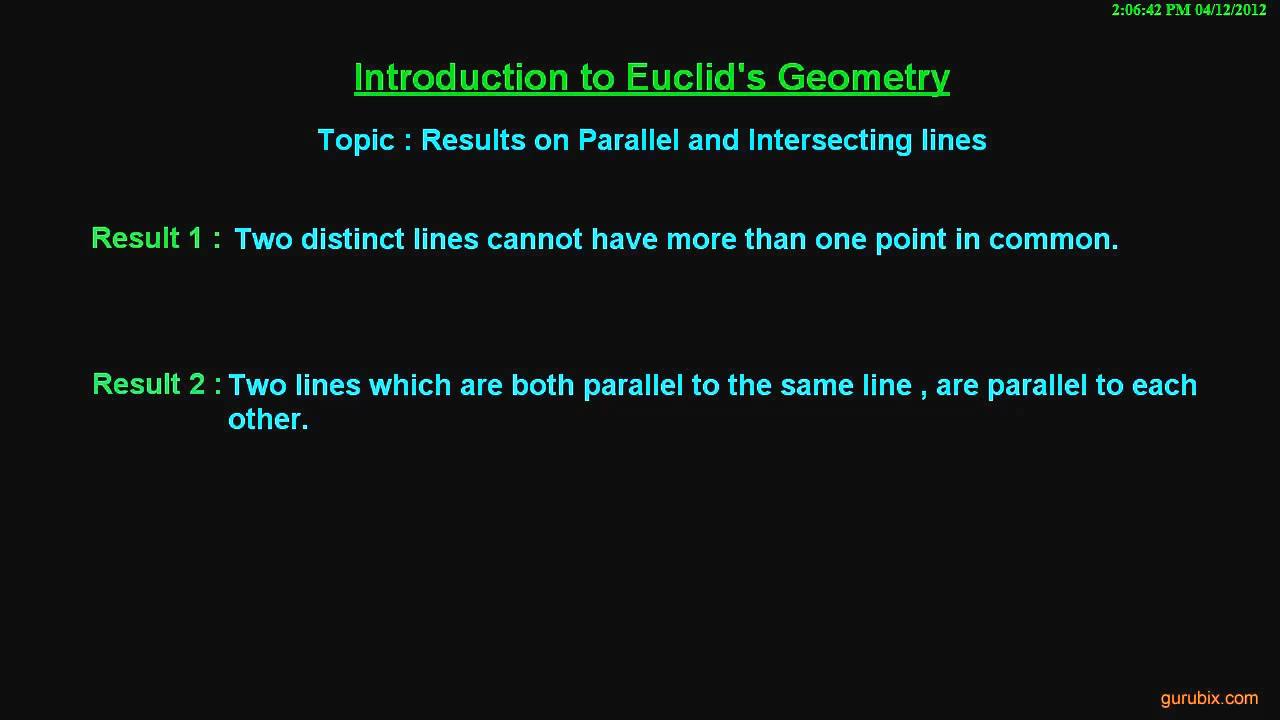 2:06:42 PM 04/12/2012
Introduction to Euclid's Geometry
Topic : Results on Parallel and Intersecting lines
Result 1 : Two distinct lines cannot have more than one point in common.
Result 2 : Two lines which are both parallel to the same line , are parallel to each
other.
gurubix.com